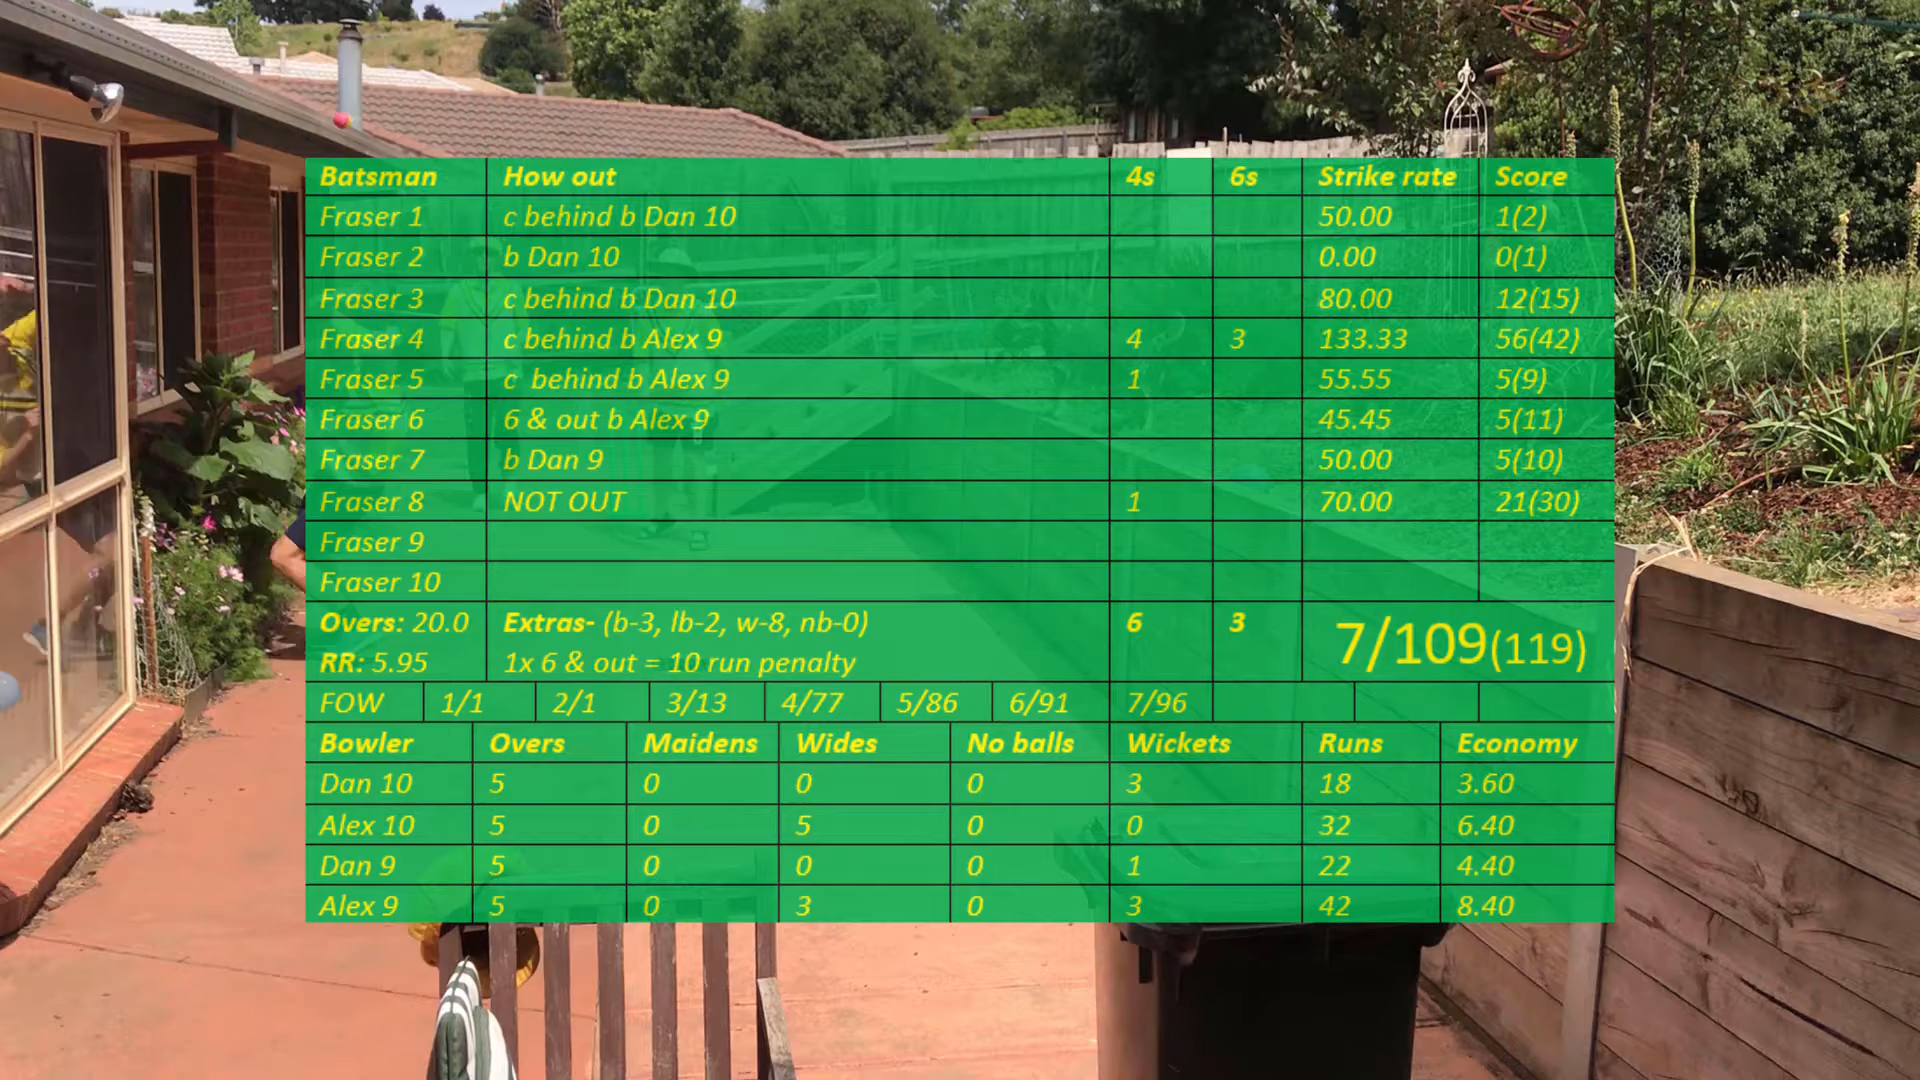 Batsman How out 4s 6s Strike rate Score
Fraser 1 c behind b Dan 10 50.00 1(2)
Fraser 2 b Dan 10 0.00 0(1)
Fraser 3 c behind b Dan 10 80.00 12(15)
Fraser 4 c behind b Alex 9 4 3 133.33 56(42)
Fraser 5 c behind b Alex 9 1 55.55 5(9)
Fraser 6 6 & out b Alex 9 45.45 5(11)
Fraser 7 b Dan 9 50.00 5(10)
Fraser 8 NOT OUT 1 70.00 21(30)
Fraser 9
Fraser 10
Overs: 20.0 Extras- (b-3, lb-2, w-8, nb-0) 6 3 7/109(119)
RR: 5.95 1x 6 & out = 10 run penalty
FOW 1/1 2/1 3/13 4/77 5/86 6/91 7/96
Bowler Overs Maidens Wides No balls Wickets Runs Economy
Dan 10 5 0 0 0 3 18 3.60
Alex 10 5 0 5 0 0 32 6.40
Dan 9 5 0 0 0 1 22 4.40
Alex 9 5 0 3 0 3 42 8.40